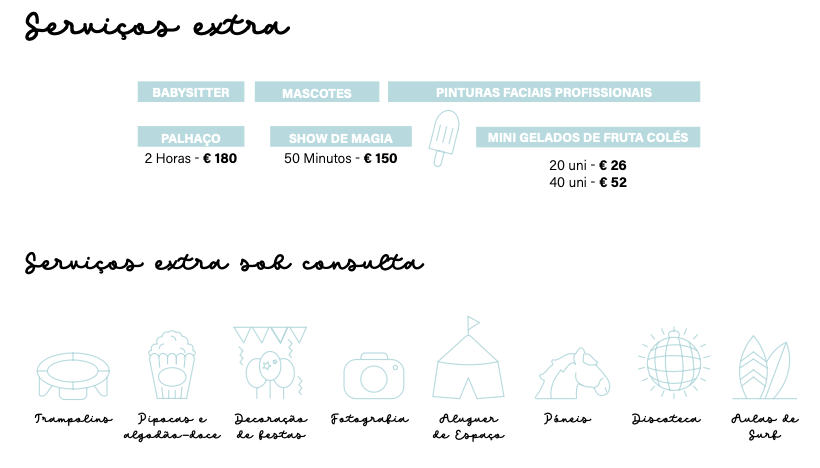 Serviços extra
BABYSITTER
MASCOTES
PINTURAS FACIAIS PROFISSIONAIS
PALHAÇO
2 Horas - € 180
SHOW DE MAGIA
50 Minutos - € 150
MINI GELADOS DE FRUTA COLÉS
20 uni - € 26
40 uni - € 52
Serviços extra sob consulta
Trampolins
Pipocas e
algodão-doce
Decoração
de festas
Fotografia
Aluguer
de Espaço
Póneis
Discoteca
Aulas de
Surf